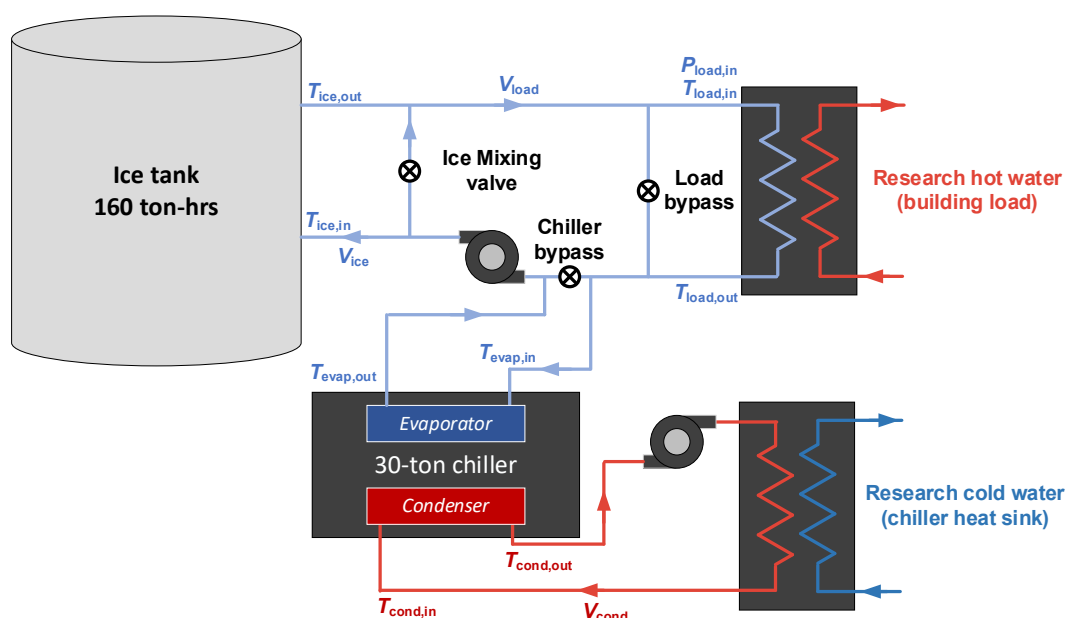 Ice tank
160 ton-hrs
Tice,out
Tice,in
Vice
Vload
Ice Mixing
valve
Chiller
bypass
Load
bypass
Pload,in
Tload,in
Tload,out
Research hot water
(building load)
Tevap,out
Tevap,in
Evaporator
30-ton chiller
Condenser
Tcond,out
Tcond,in
Vcond
Research cold water
(chiller heat sink)